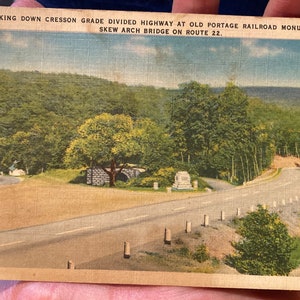 KING DOWN CRESSON GRADE DIVIDED HIGHWAY AT OLD PORTAGE RAILROAD MONU
SKEW ARCH BRIDGE ON ROUTE 22.